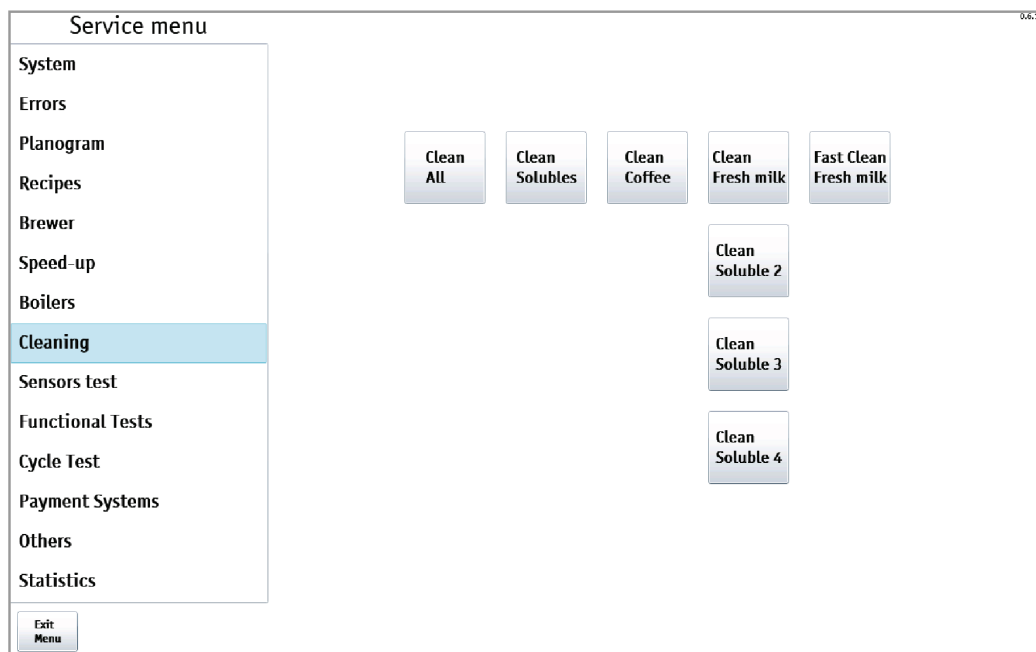 Service menu
0.6.
System
Errors
Planogram
Recipes
Brewer
Speed-up
Boilers
Cleaning
Sensors test
Functional Tests
Cycle Test
Payment Systems
Others
Statistics
Exit
Menu
Clean
All
Clean
Solubles
Clean
Coffee
Clean
Fresh milk
Fast Clean
Fresh milk
Clean
Soluble 2
Clean
Soluble 3
Clean
Soluble 4